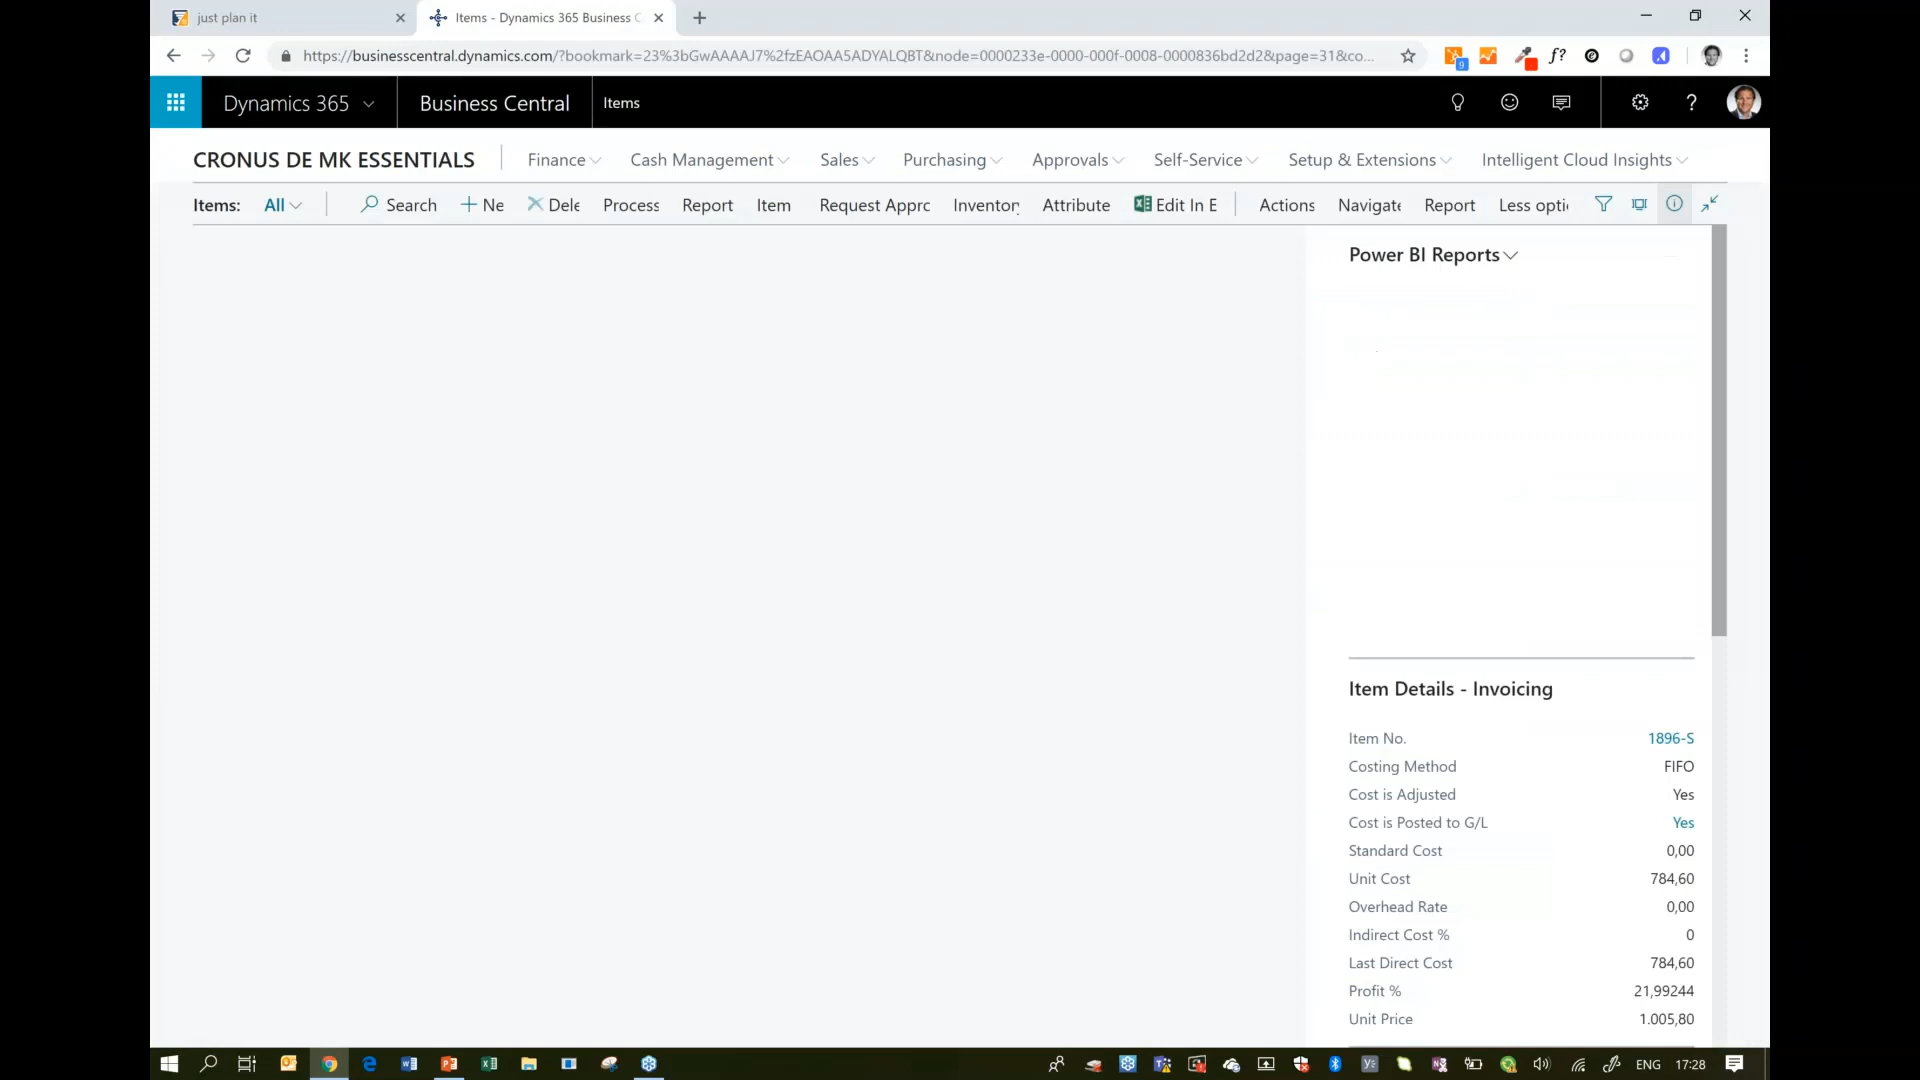 just plan it
Items - Dynamics 365 Business C
https://businesscentral.dynamics.com/?bookmark=23%3bGwAAAAJ7%2fzEAOAA5ADYALQBT&node=0000233e-0000-000f-0008-0000836bd2d2&page=31&co...
Dynamics 365 Business Central Items
CRONUS DE MK ESSENTIALS Finance Cash Management Sales Purchasing Approvals Self-Service Setup & Extensions Intelligent Cloud Insights
Items: All Search + Ne Dele Process Report Item Request Appro Inventory Attribute Edit In E Actions Navigate Report Less opti
Power BI Reports
Item Details - Invoicing
Item No. 1896-S
Costing Method FIFO
Cost is Adjusted Yes
Cost is Posted to G/L Yes
Standard Cost 0,00
Unit Cost 784,60
Overhead Rate 0,00
Indirect Cost % 0
Last Direct Cost 784,60
Profit % 21,99244
Unit Price 1.005,80
ENG 17:28